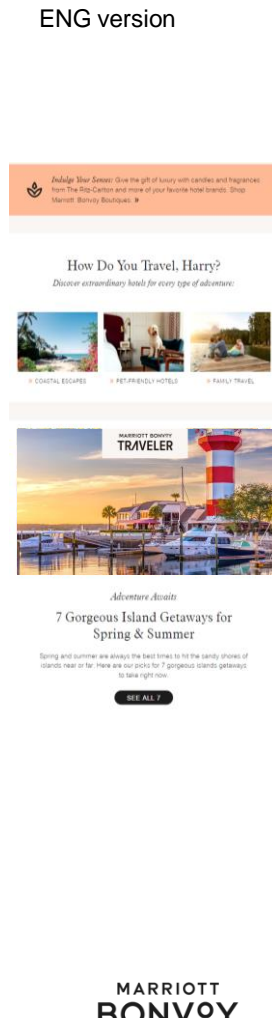 ENG version
Indulge Your Senses: Give the gift of luxury with candles and fragrances
from The Ritz-Carlton and more of your favorite hotel brands. Shop
Marriott Bonvoy Boutiques. »
How Do You Travel, Harry?
Discover extraordinary hotels for every type of adventure:
» COASTAL ESCAPES » PET-FRIENDLY HOTELS » FAMILY TRAVEL
MARRIOTT BONVOY
TRAVELER
Adventure Awaits
7 Gorgeous Island Getaways for
Spring & Summer
Spring and summer are always the best times to hit the sandy shores of
islands near or far. Here are our picks for 7 gorgeous islands getaways
to take right now.
SEE ALL 7
MARRIOTT
BONVOY